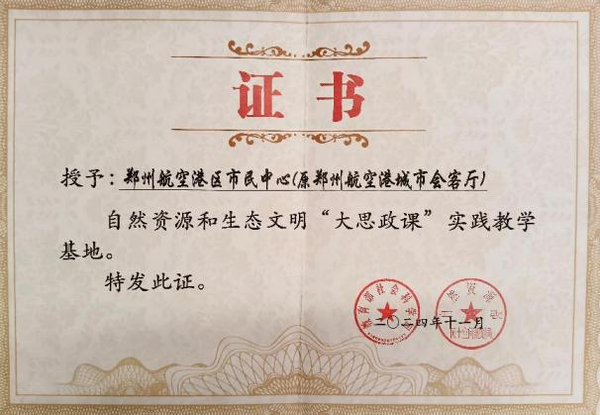 证书
授予：郑州航空港区市民中心(原郑州航空港城市会客厅)
自然资源和生态文明“大思政课”实践教学
基地。
特发此证。
二〇二四年十一月